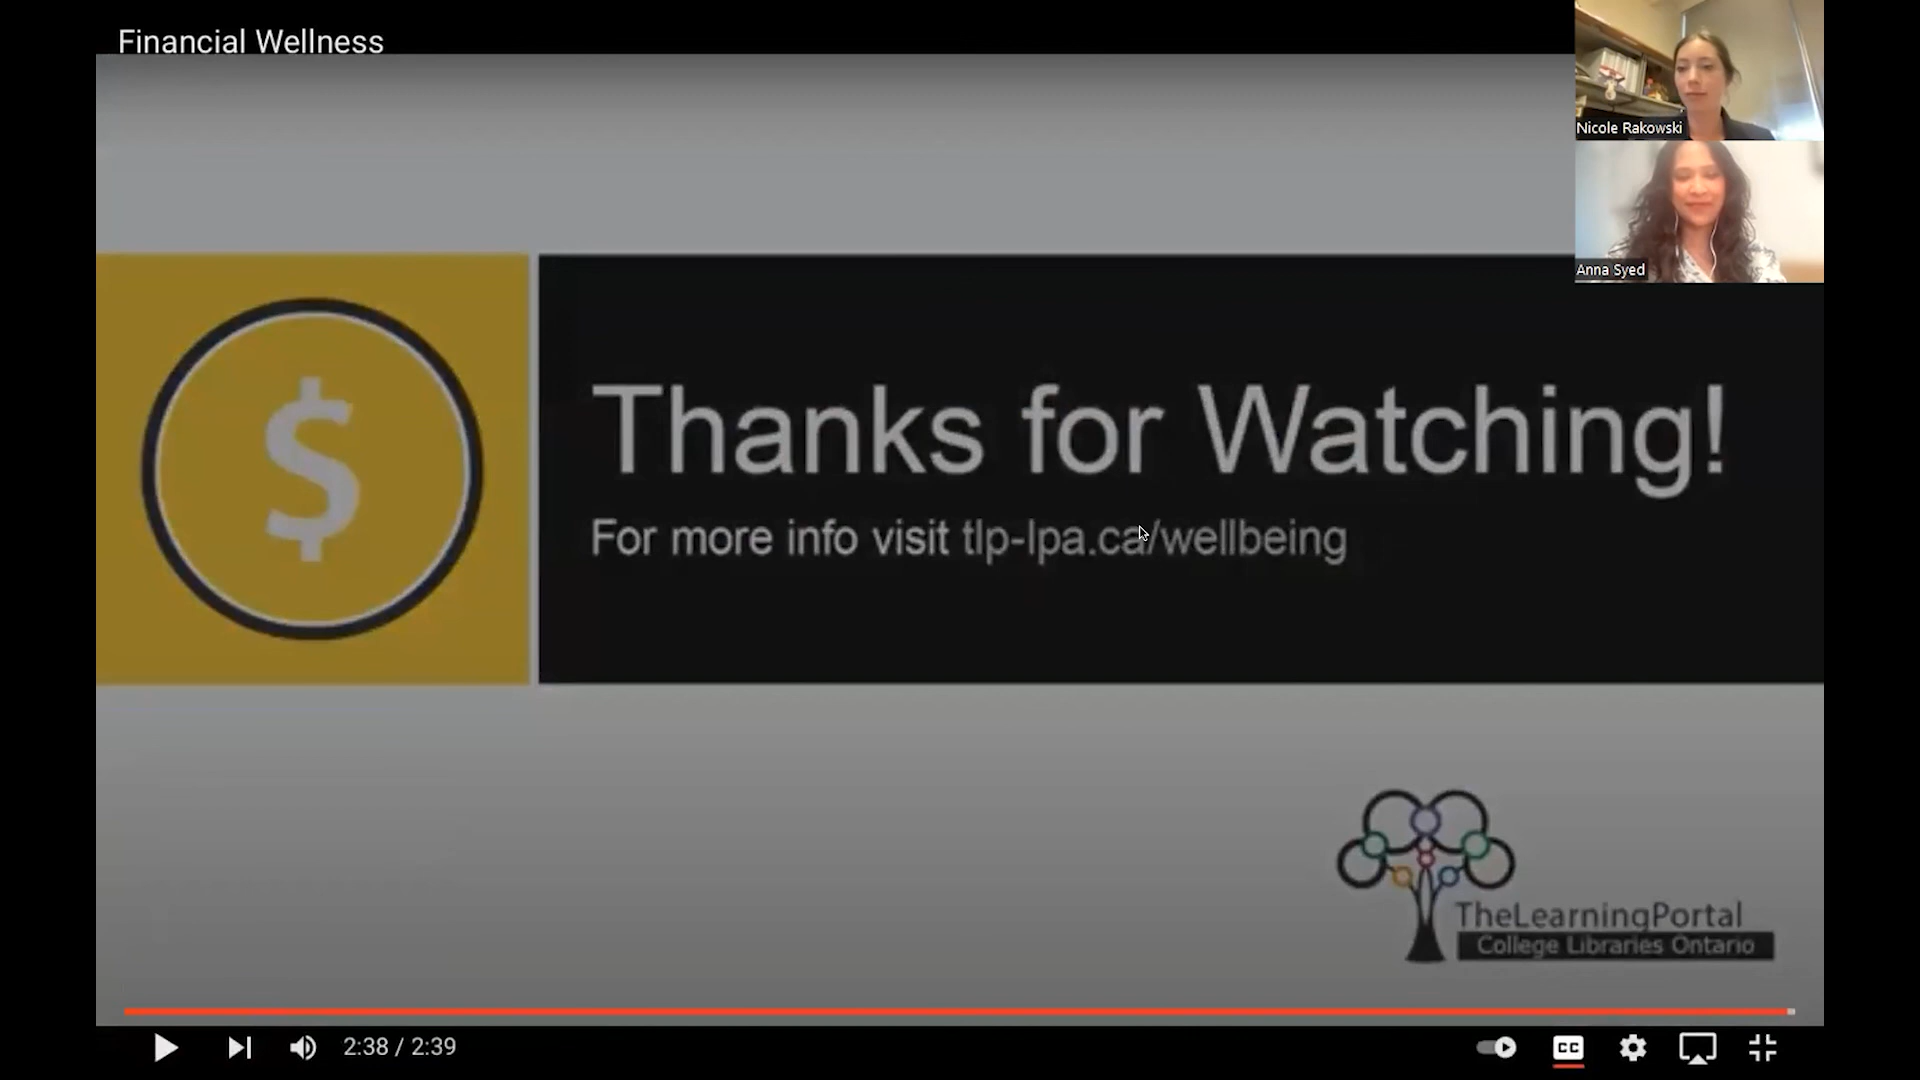 Financial Wellness
Nicole Rakowski
Anna Syed
$
Thanks for Watching!
For more info visit tlp-lpa.ca/wellbeing
TheLearningPortal
College Libraries Ontario
2:38 / 2:39
CC